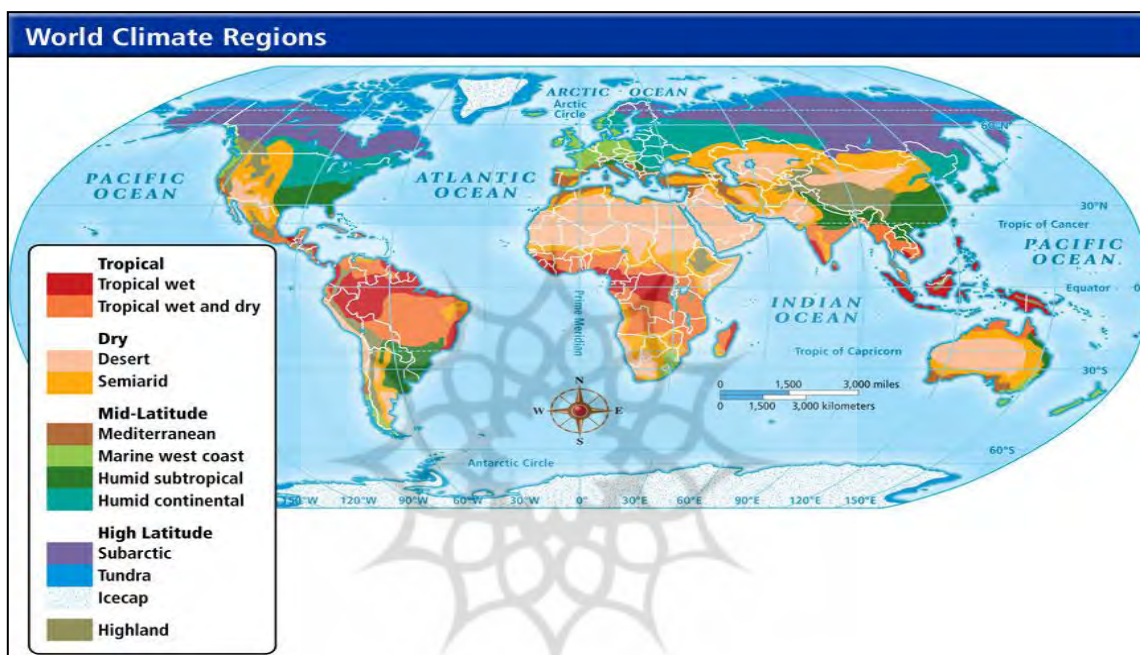 World Climate Regions
ARCTIC OCEAN
Arctic
Circle
60°N
PACIFIC
OCEAN
ATLANTIC
OCEAN
30°N
Tropic of Cancer
PACIFIC
OCEAN
Equator
0°
INDIAN
OCEAN
Prime Meridian
Tropic of Capricorn
30°S
0 1,500 3,000 miles
0 1,500 3,000 kilometers
N
W E
S
60°S
Antarctic Circle
150°W 120°W 90°W 60°W 30°W 0° 30°E 60°E 90°E 120°E 150°E
Tropical
Tropical wet
Tropical wet and dry
Dry
Desert
Semiarid
Mid-Latitude
Mediterranean
Marine west coast
Humid subtropical
Humid continental
High Latitude
Subarctic
Tundra
Icecap
Highland